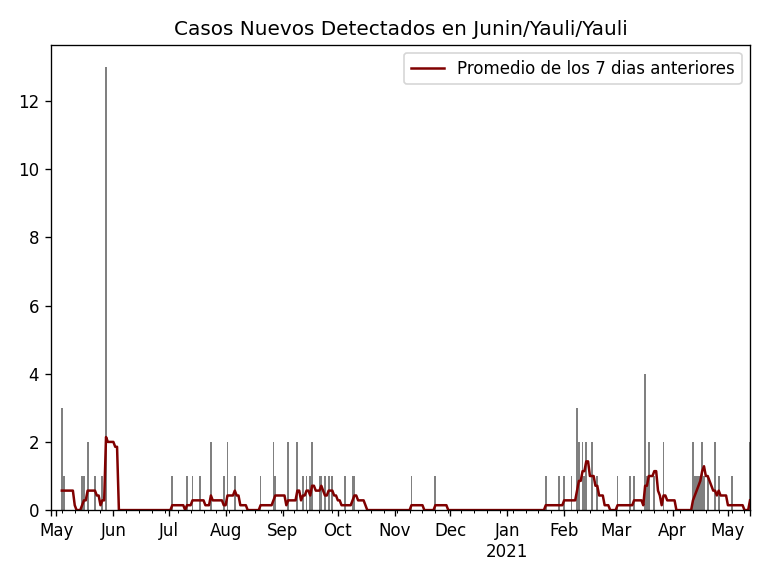 Casos Nuevos Detectados en Junin/Yauli/Yauli
Promedio de los 7 dias anteriores
12
10
8
6
4
2
0
May Jun Jul Aug Sep Oct Nov Dec Jan Feb Mar Apr May
2021